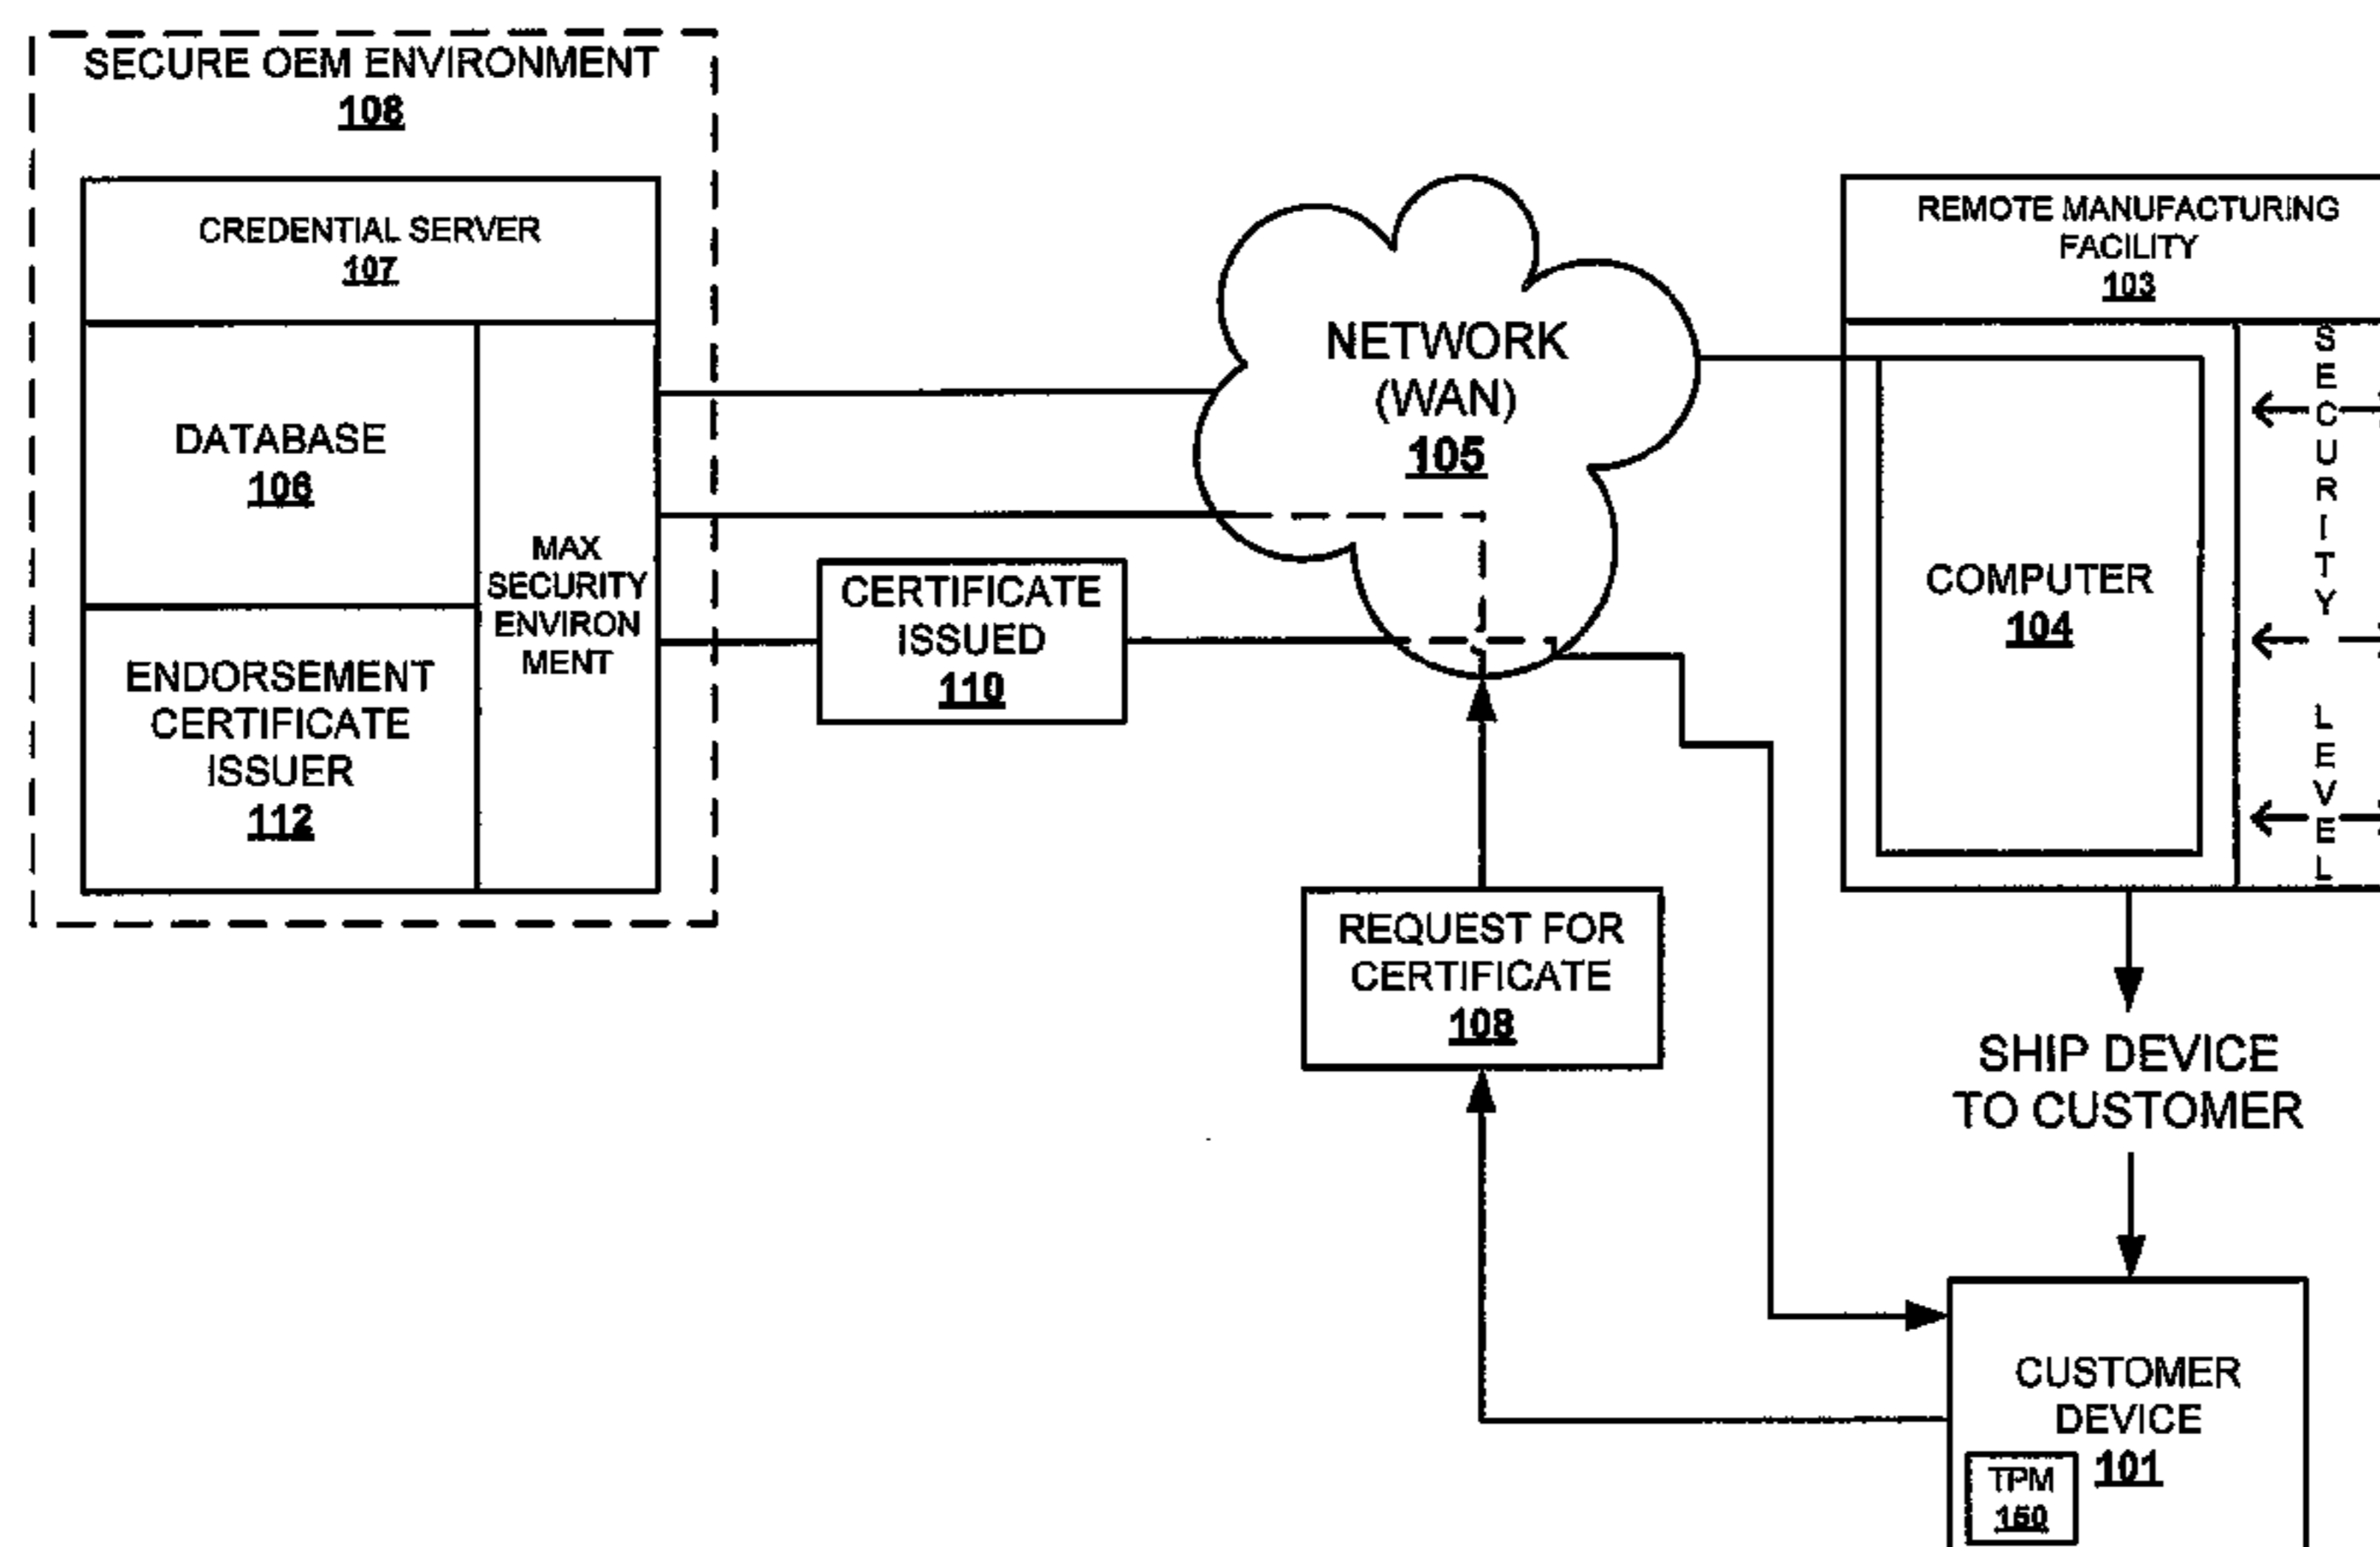 SECURE OEM ENVIRONMENT
108
CREDENTIAL SERVER
107
DATABASE
106
MAX
SECURITY
ENVIRON
MENT
ENDORSEMENT
CERTIFICATE
ISSUER
112
CERTIFICATE
ISSUED
110
NETWORK
(WAN)
105
REMOTE MANUFACTURING
FACILITY
103
COMPUTER
104
SECURITY LEVEL
REQUEST FOR
CERTIFICATE
108
SHIP DEVICE
TO CUSTOMER
CUSTOMER
DEVICE
101
TPM
150